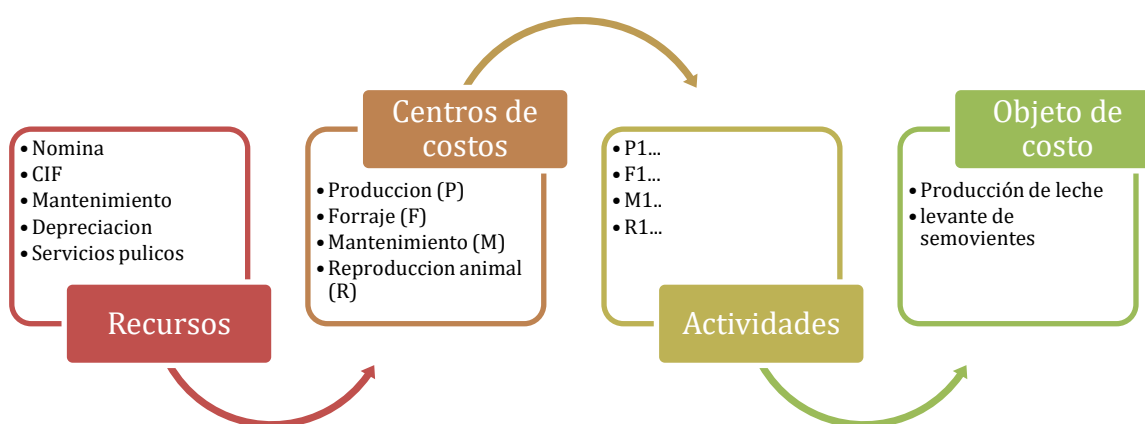 • Nomina
• CIF
• Mantenimiento
• Depreciacion
• Servicios pulicos
Recursos
Centros de
costos
• Produccion (P)
• Forraje (F)
• Mantenimiento (M)
• Reproduccion animal
(R)
• P1...
• F1...
• M1..
• R1...
Actividades
Objeto de
costo
• Producción de leche
• levante de
semovientes